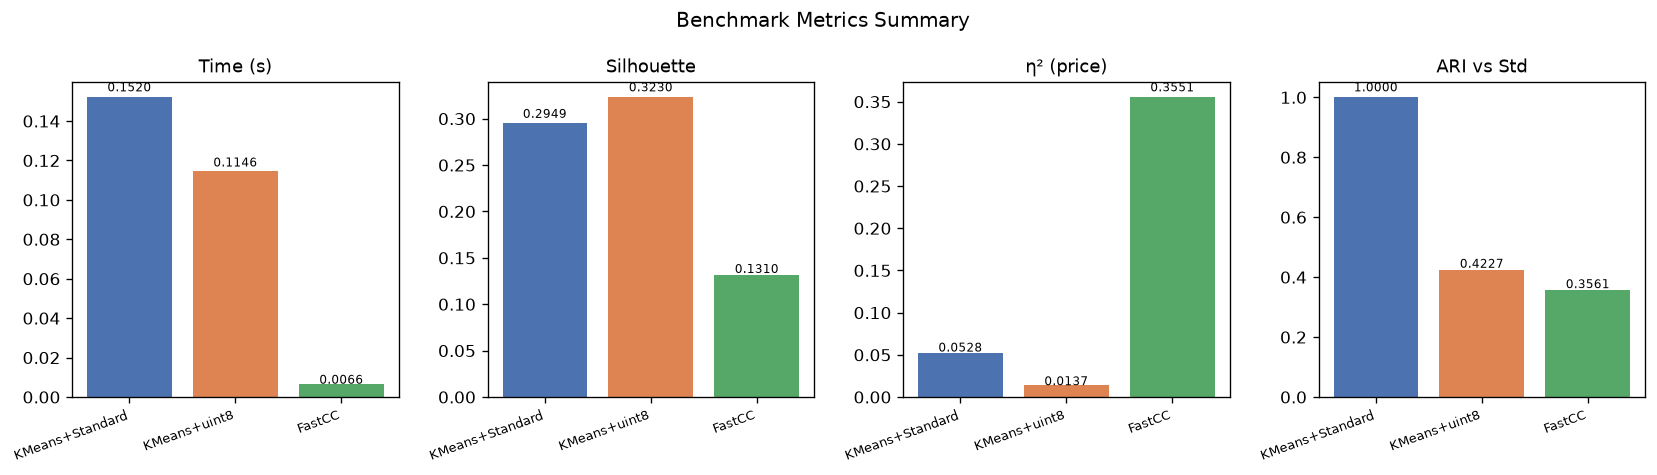 Benchmark Metrics Summary
Time (s)
0.14
0.12
0.10
0.08
0.06
0.04
0.02
0.00
0.1520
0.1146
0.0066
KMeans+Standard
KMeans+uint8
FastCC
Silhouette
0.30
0.25
0.20
0.15
0.10
0.05
0.00
0.2949
0.3230
0.1310
KMeans+Standard
KMeans+uint8
FastCC
η² (price)
0.35
0.30
0.25
0.20
0.15
0.10
0.05
0.00
0.0528
0.0137
0.3551
KMeans+Standard
KMeans+uint8
FastCC
ARI vs Std
1.0
0.8
0.6
0.4
0.2
0.0
1.0000
0.4227
0.3561
KMeans+Standard
KMeans+uint8
FastCC